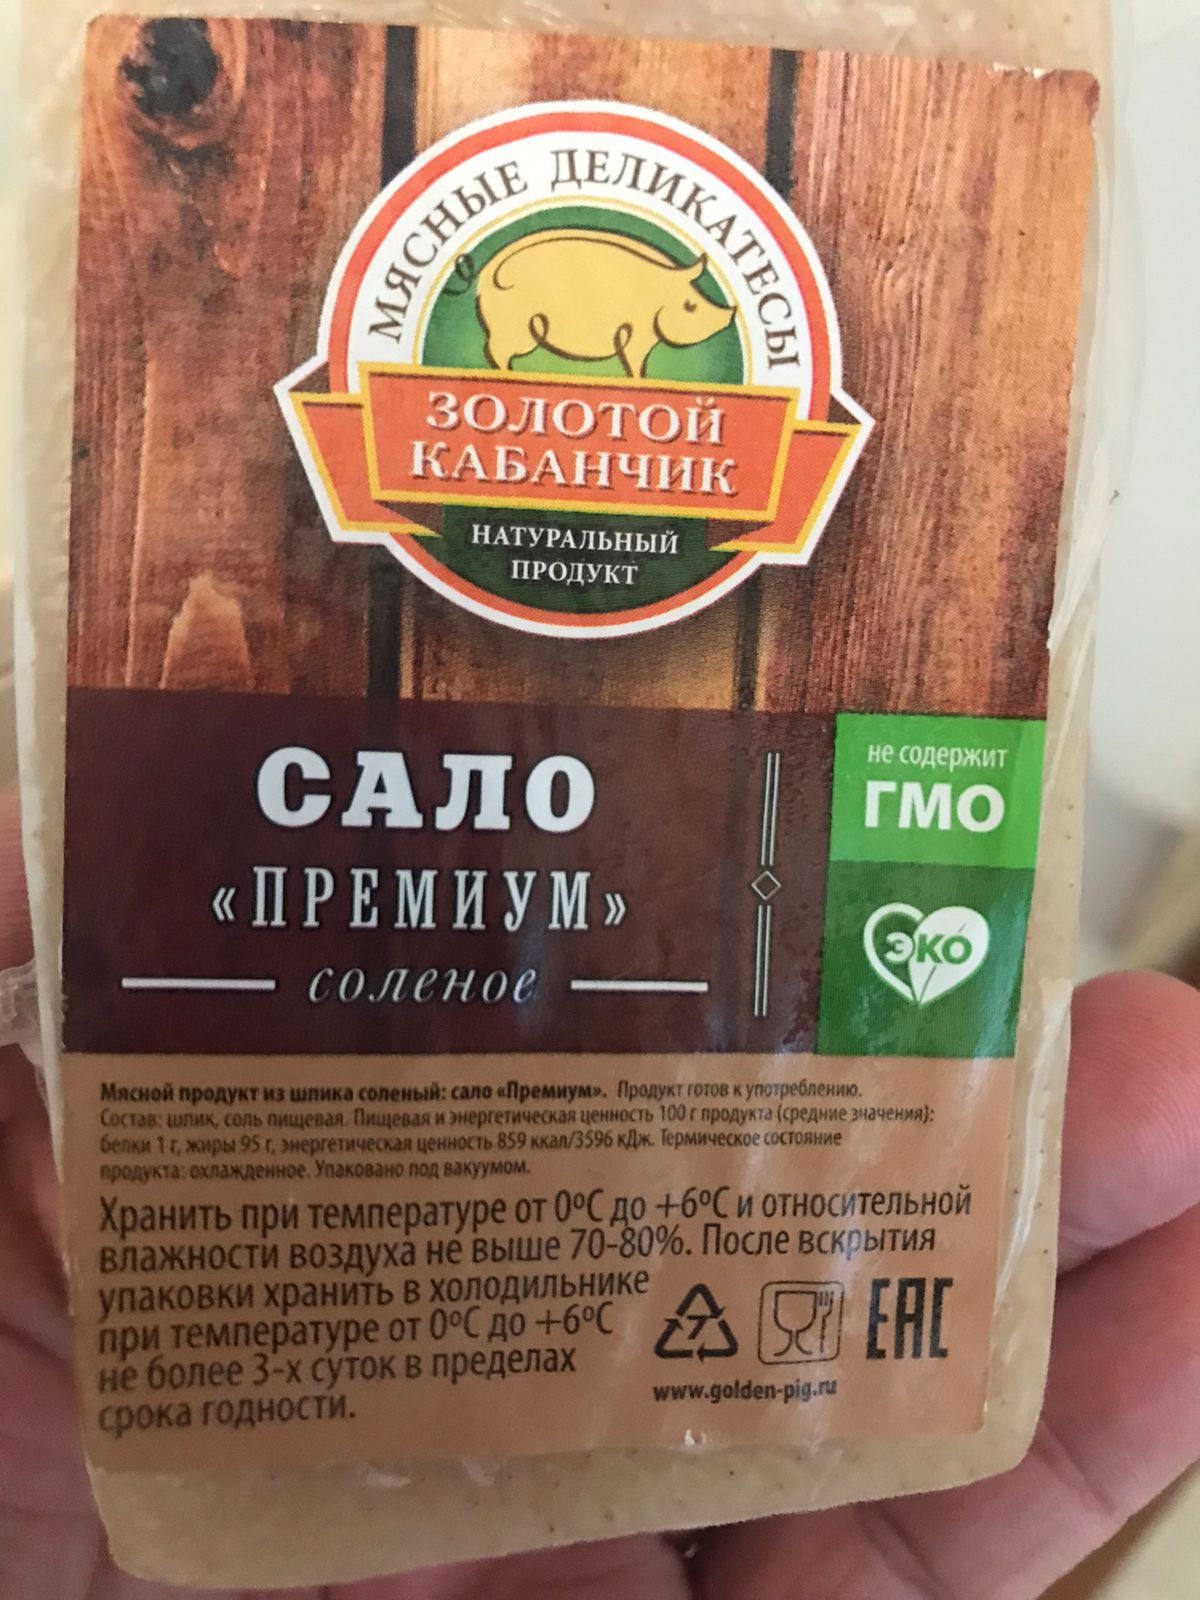 МЯСНЫЕ ДЕЛИКАТЕСЫ
ЗОЛОТОЙ
КАБАНЧИК
НАТУРАЛЬНЫЙ
ПРОДУКТ
САЛО
«ПРЕМИУМ»
соленое
не содержит
ГМО
ЭКО
Мясной продукт из шпика соленый: сало «Премиум». Продукт готов к употреблению.
Состав: шпик, соль пищевая. Пищевая и энергетическая ценность 100 г продукта (средние значения):
белки 1 г, жиры 95 г, энергетическая ценность 859 ккал/3596 кДж. Термическое состояние
продукта: охлажденное. Упаковано под вакуумом.
Хранить при температуре от 0ºС до +6ºС и относительной
влажности воздуха не выше 70-80%. После вскрытия
упаковки хранить в холодильнике
при температуре от 0ºС до +6ºС
не более 3-х суток в пределах
срока годности.
7
ЕАС
www.golden-pig.ru